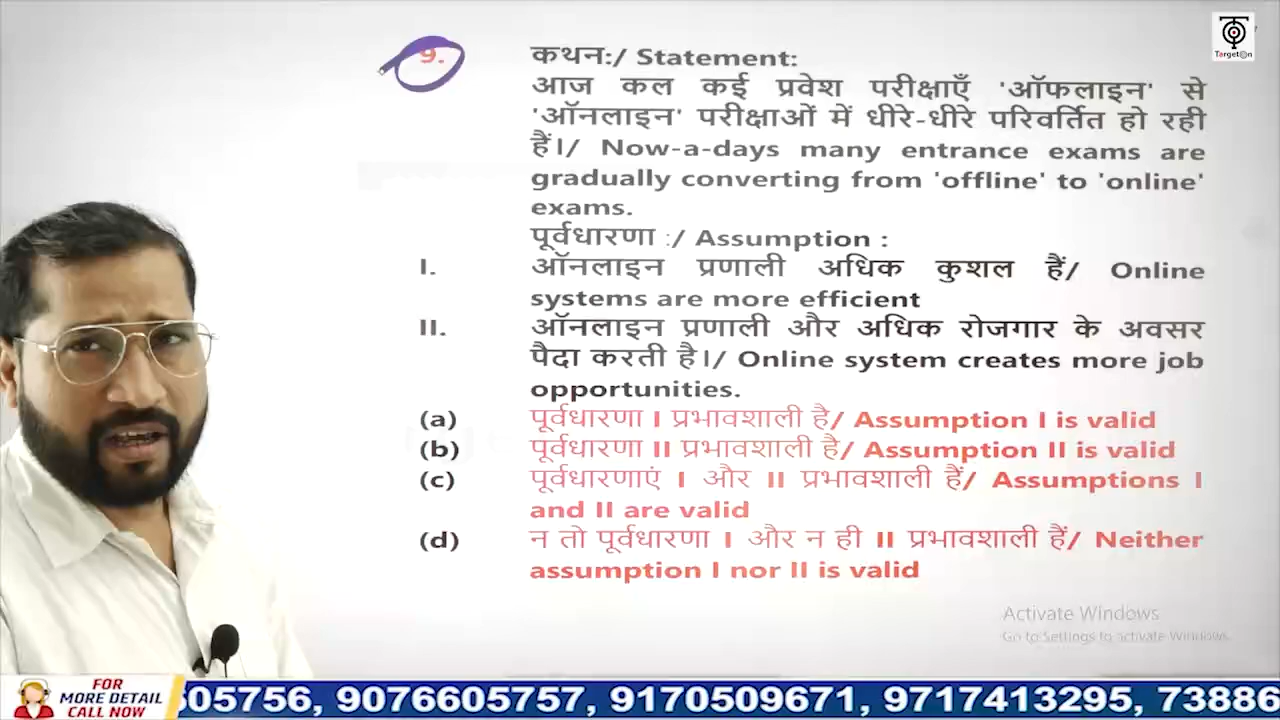 Target@n
9.
कथन:/ Statement:
आज कल कई प्रवेश परीक्षाएँ 'ऑफलाइन' से
'ऑनलाइन' परीक्षाओं में धीरे-धीरे परिवर्तित हो रही
हैं।/ Now-a-days many entrance exams are
gradually converting from 'offline' to 'online'
exams.
पूर्वधारणा :/ Assumption :
I. ऑनलाइन प्रणाली अधिक कुशल हैं/ Online
systems are more efficient
II. ऑनलाइन प्रणाली और अधिक रोजगार के अवसर
पैदा करती है।/ Online system creates more job
opportunities.
(a) पूर्वधारणा I प्रभावशाली है/ Assumption I is valid
(b) पूर्वधारणा II प्रभावशाली है/ Assumption II is valid
(c) पूर्वधारणाएं I और II प्रभावशाली हैं/ Assumptions I
and II are valid
(d) न तो पूर्वधारणा I और न ही II प्रभावशाली हैं/ Neither
assumption I nor II is valid
Activate Windows
Go to Settings to activate Windows.
FOR
MORE DETAIL
CALL NOW
605756, 9076605757, 9170509671, 9717413295, 73886